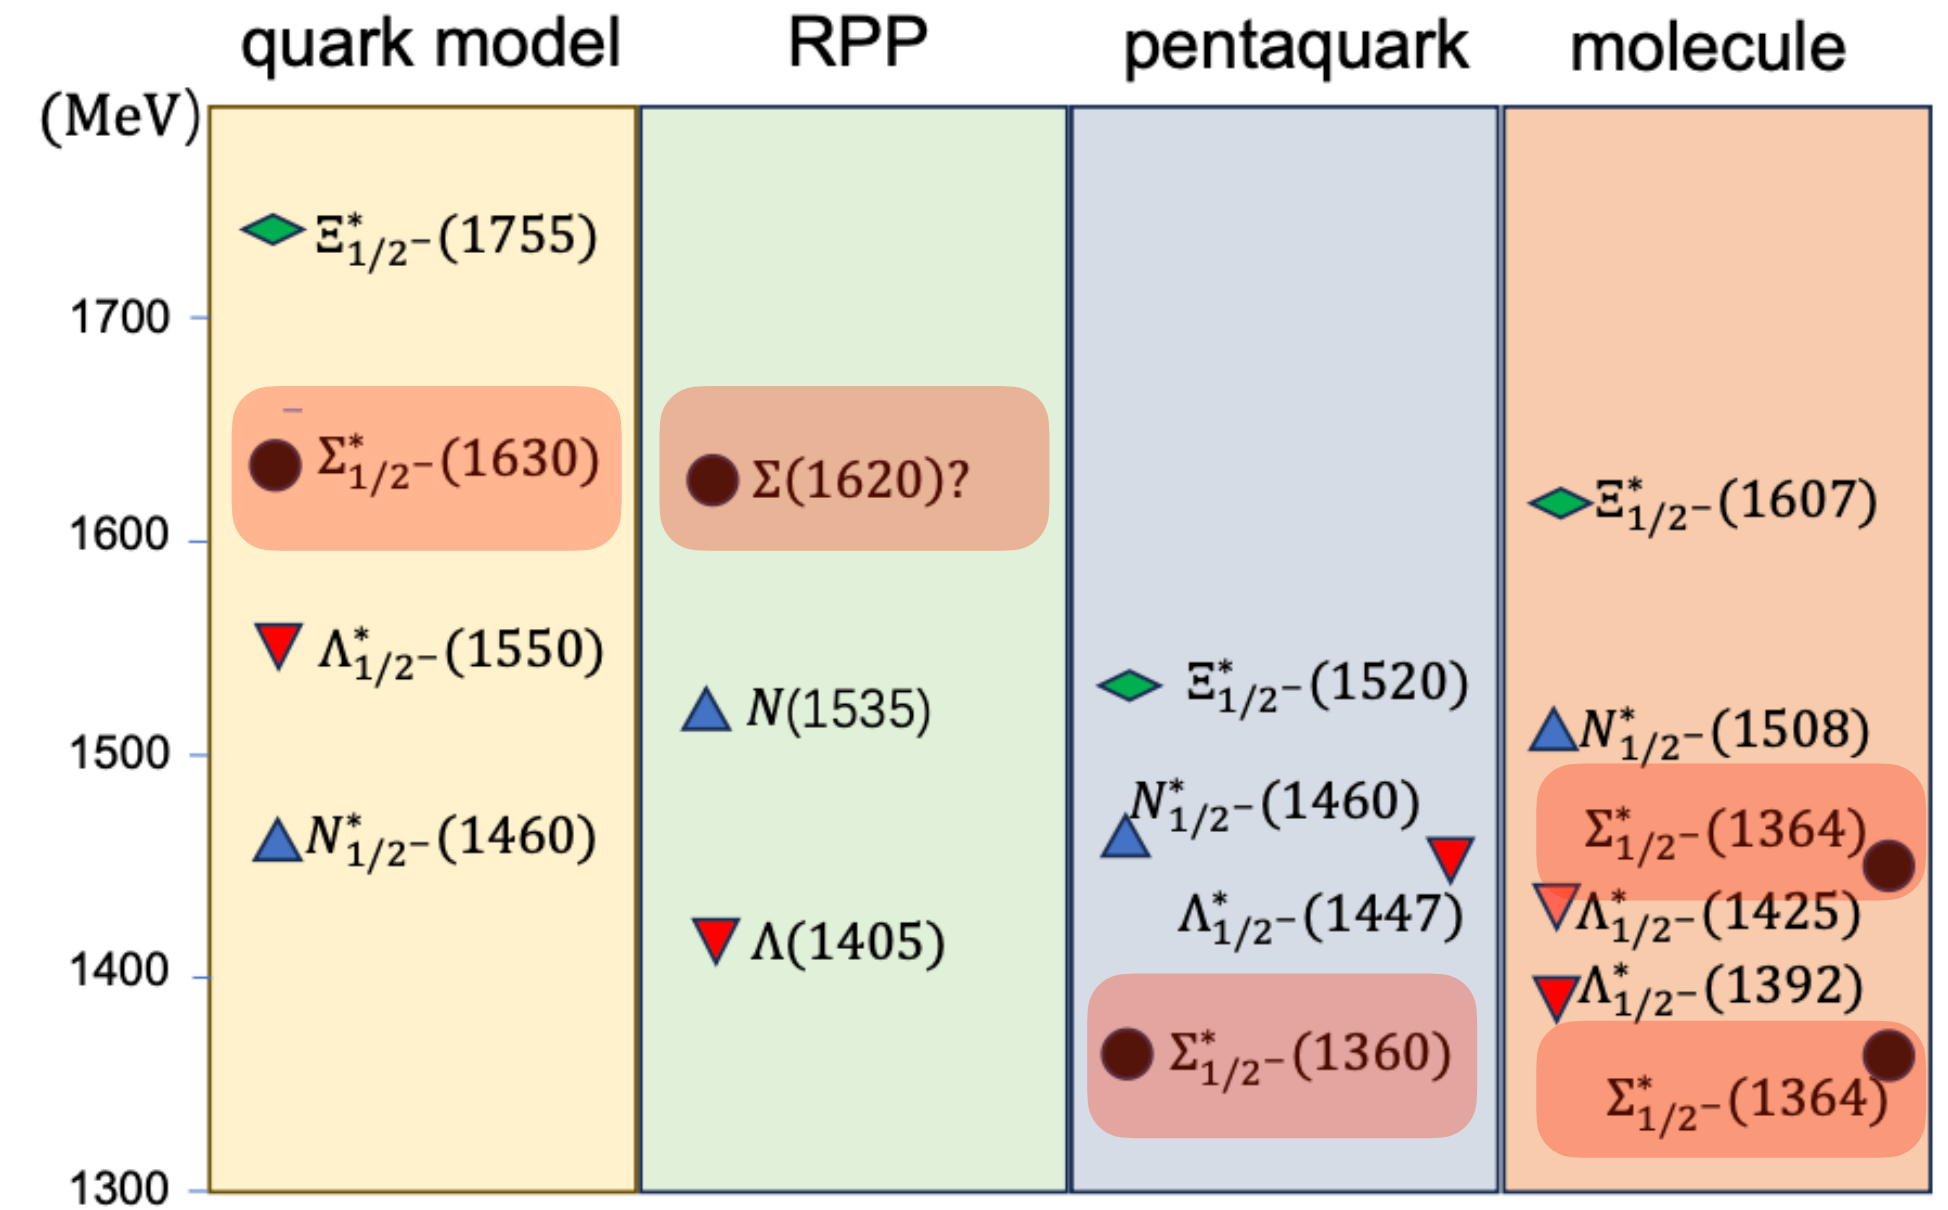 quark model RPP pentaquark molecule
(MeV)
1700
1600
1500
1400
1300
Ξ*1/2−(1755)
Σ*1/2−(1630)
Λ*1/2−(1550)
N*1/2−(1460)
Σ(1620)?
N(1535)
Λ(1405)
Ξ*1/2−(1520)
N*1/2−(1460)
Λ*1/2−(1447)
Σ*1/2−(1360)
Ξ*1/2−(1607)
N*1/2−(1508)
Σ*1/2−(1364)
Λ*1/2−(1425)
Λ*1/2−(1392)
Σ*1/2−(1364)